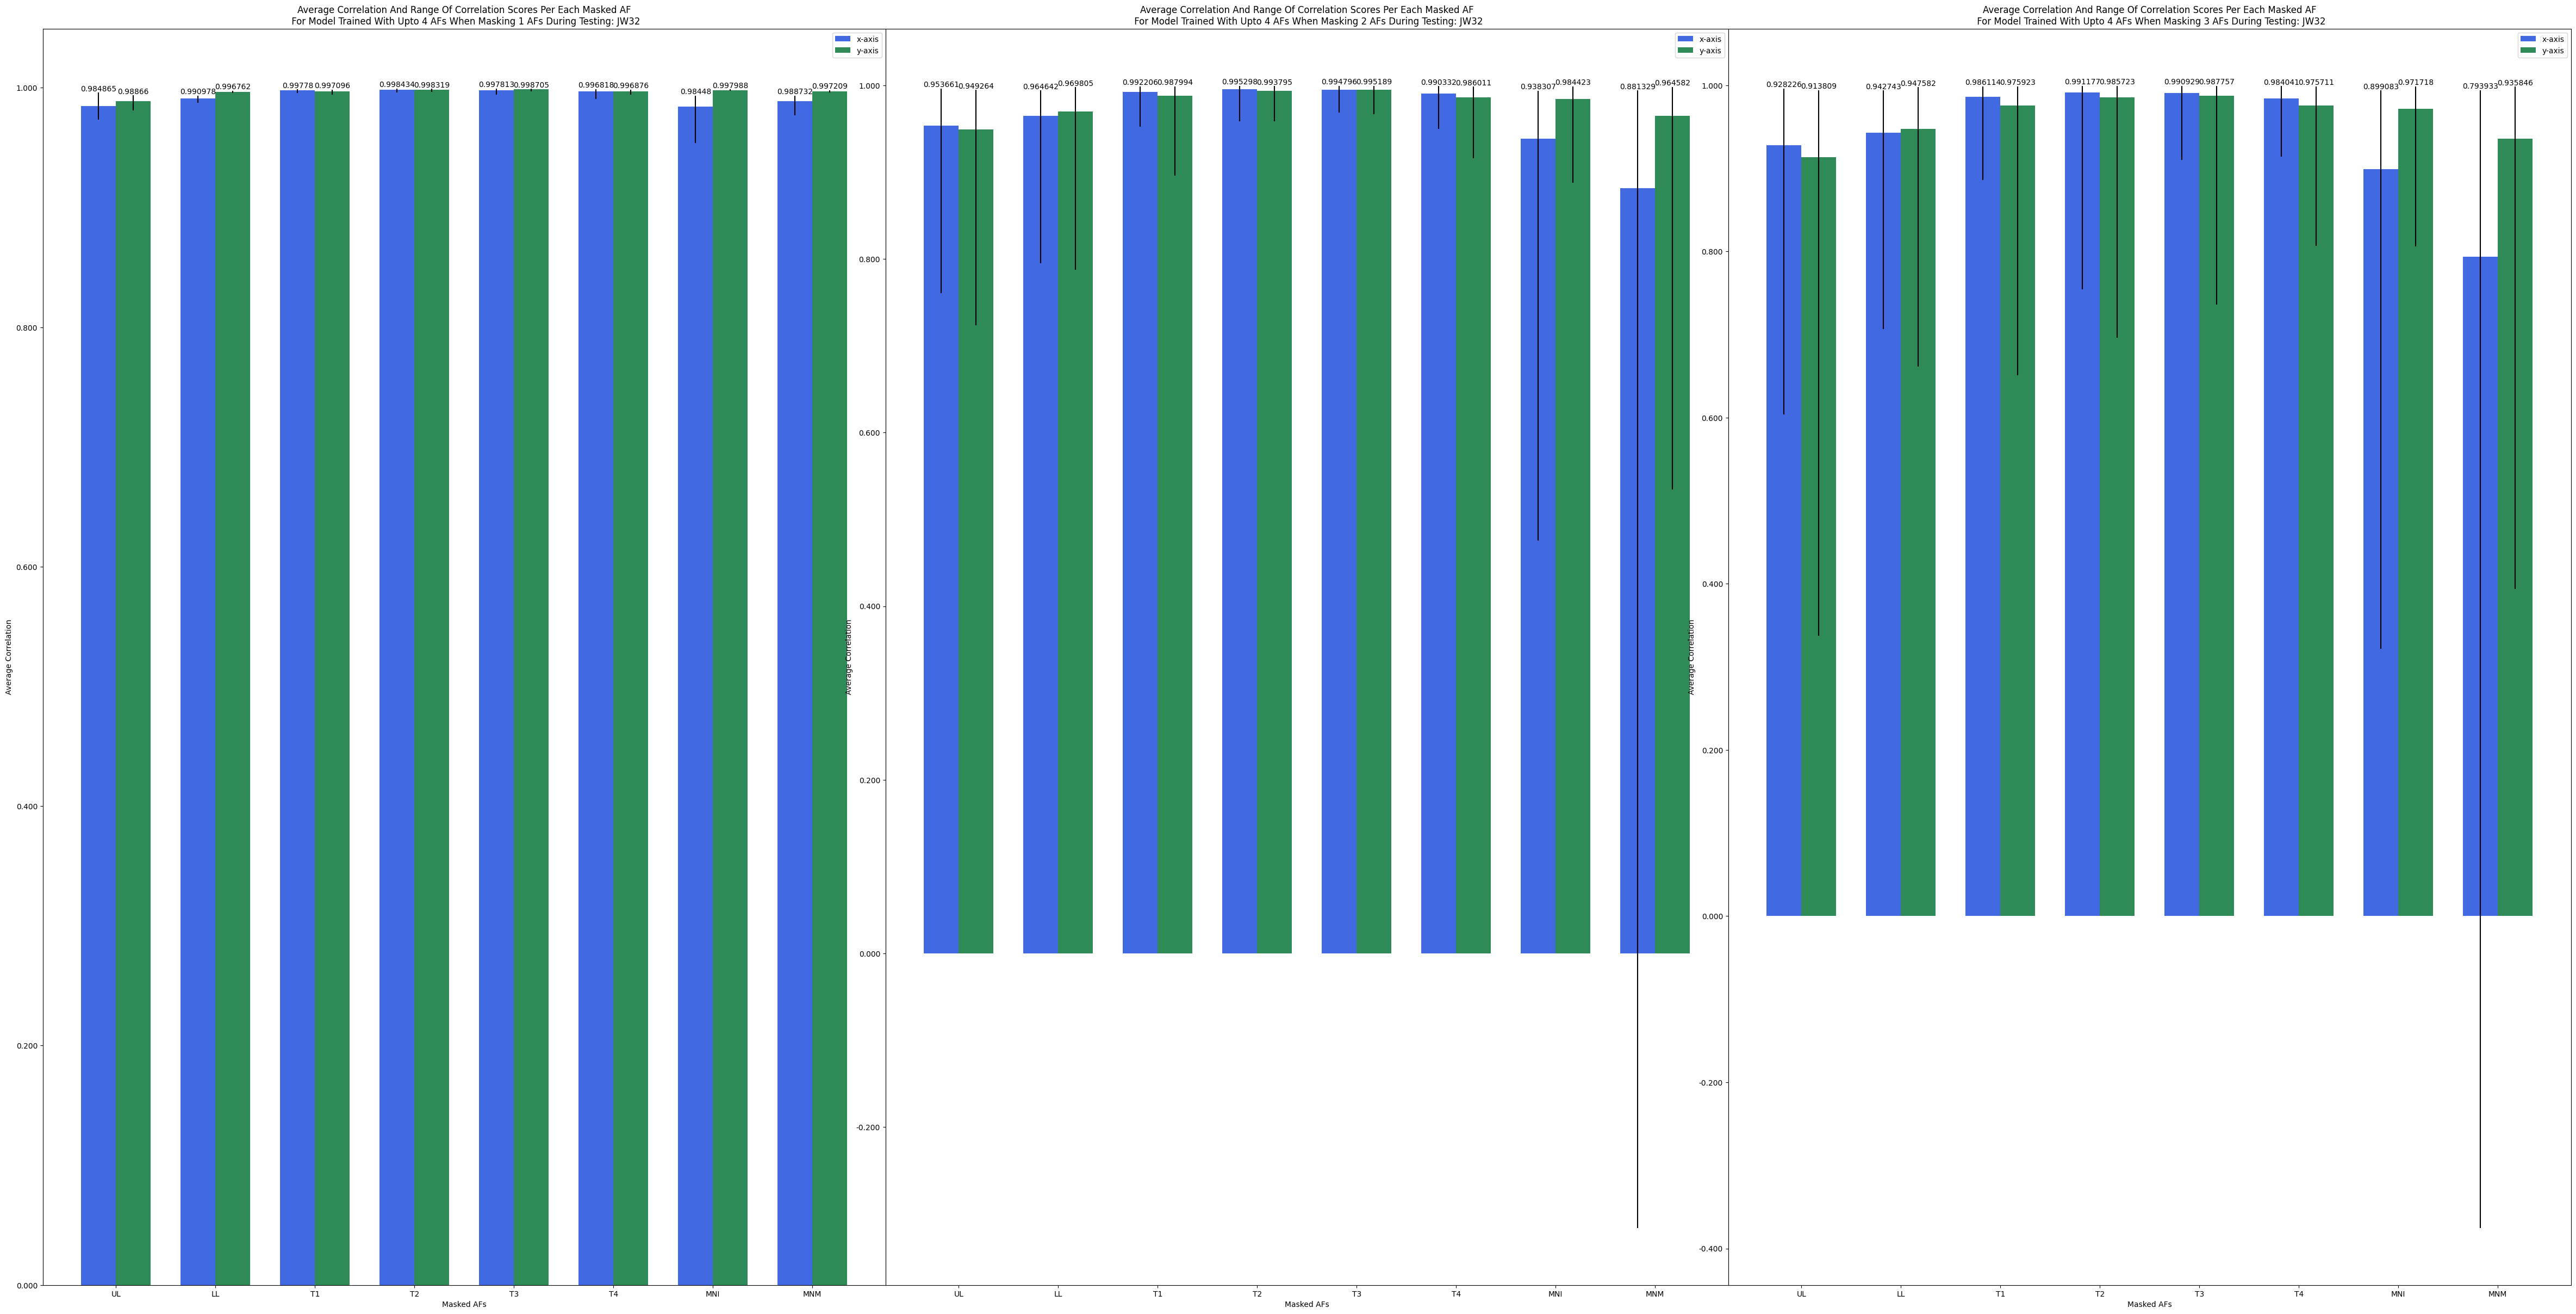 Average Correlation And Range Of Correlation Scores Per Each Masked AF
For Model Trained With Upto 4 AFs When Masking 1 AFs During Testing: JW32
x-axis
y-axis
1.000
0.800
0.600
0.400
0.200
0.000
Average Correlation
0.984865 0.98866 0.990978 0.996762 0.99778 0.997096 0.998434 0.998319 0.997813 0.998705 0.996818 0.996876 0.98448 0.997988 0.988732 0.997209
UL LL T1 T2 T3 T4 MNI MNM
Masked AFs
Average Correlation And Range Of Correlation Scores Per Each Masked AF
For Model Trained With Upto 4 AFs When Masking 2 AFs During Testing: JW32
x-axis
y-axis
1.000
0.800
0.600
0.400
0.200
0.000
-0.200
Average Correlation
0.953661 0.949264 0.964642 0.969805 0.992206 0.987994 0.995298 0.993795 0.994796 0.995189 0.990332 0.986011 0.938307 0.984423 0.881329 0.964582
UL LL T1 T2 T3 T4 MNI MNM
Masked AFs
Average Correlation And Range Of Correlation Scores Per Each Masked AF
For Model Trained With Upto 4 AFs When Masking 3 AFs During Testing: JW32
x-axis
y-axis
1.000
0.800
0.600
0.400
0.200
0.000
-0.200
-0.400
Average Correlation
0.928226 0.913809 0.942743 0.947582 0.986114 0.975923 0.991177 0.985723 0.990929 0.987757 0.984041 0.975711 0.899083 0.971718 0.793933 0.935846
UL LL T1 T2 T3 T4 MNI MNM
Masked AFs